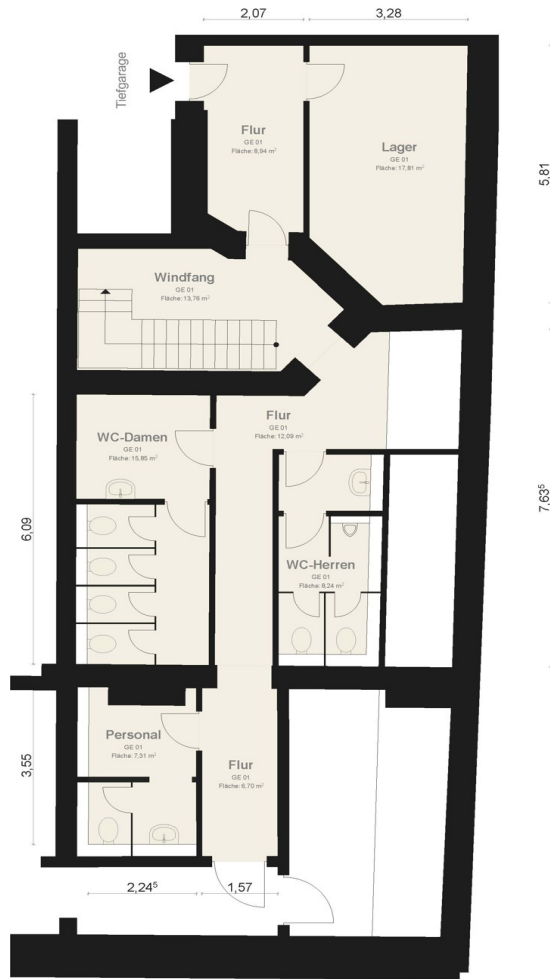 2,07
3,28
Tiefgarage
Flur
GE 01
Fläche: 8,94 m²
Lager
GE 01
Fläche: 17,81 m²
5,81
Windfang
GE 01
Fläche: 13,76 m²
Flur
GE 01
Fläche: 12,09 m²
WC-Damen
GE 01
Fläche: 15,85 m²
6,09
7,63⁵
WC-Herren
GE 01
Fläche: 8,24 m²
Personal
GE 01
Fläche: 7,31 m²
Flur
GE 01
Fläche: 6,70 m²
3,55
2,24⁵
1,57